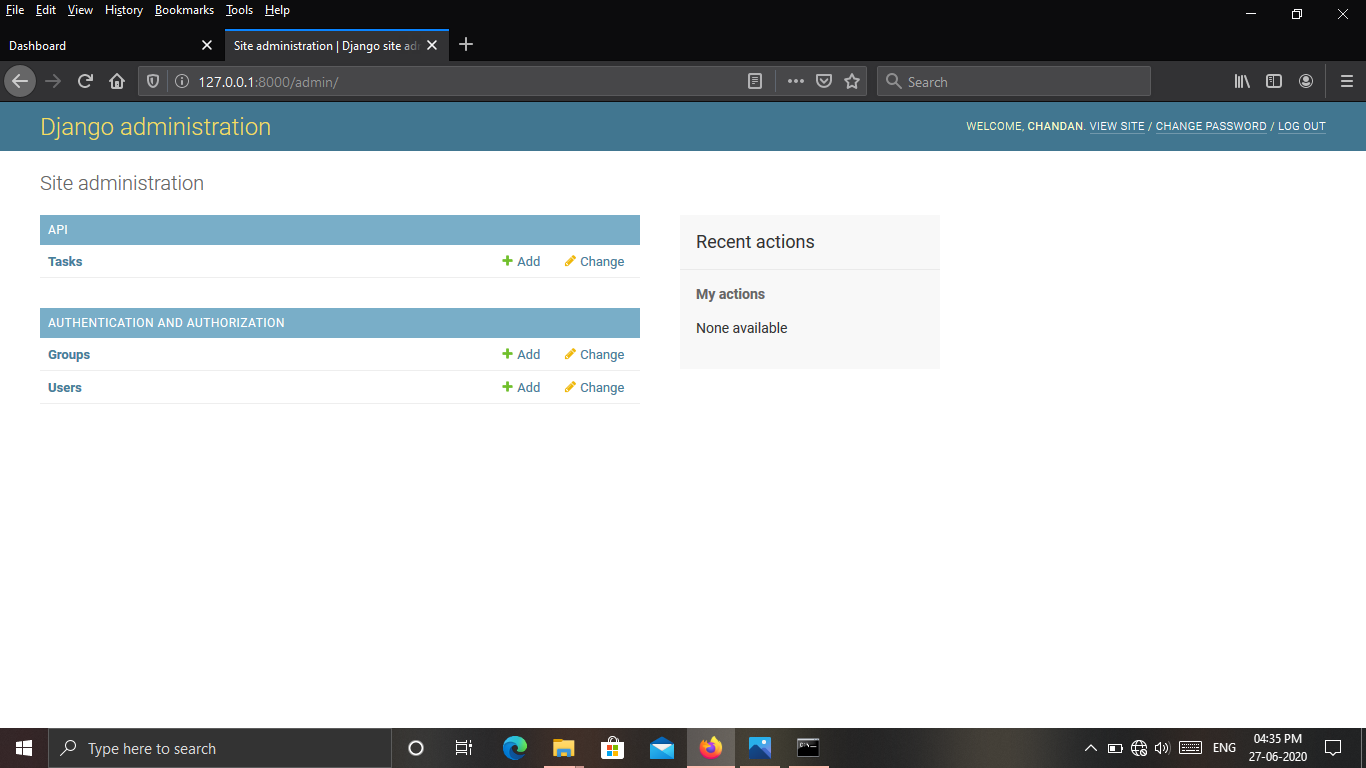 File Edit View History Bookmarks Tools Help
Dashboard
Site administration | Django site ad
127.0.0.1:8000/admin/
Search
Django administration
WELCOME, CHANDAN. VIEW SITE / CHANGE PASSWORD / LOG OUT
Site administration
API
Tasks Add Change
AUTHENTICATION AND AUTHORIZATION
Groups Add Change
Users Add Change
Recent actions
My actions
None available
Type here to search
ENG
04:35 PM
27-06-2020